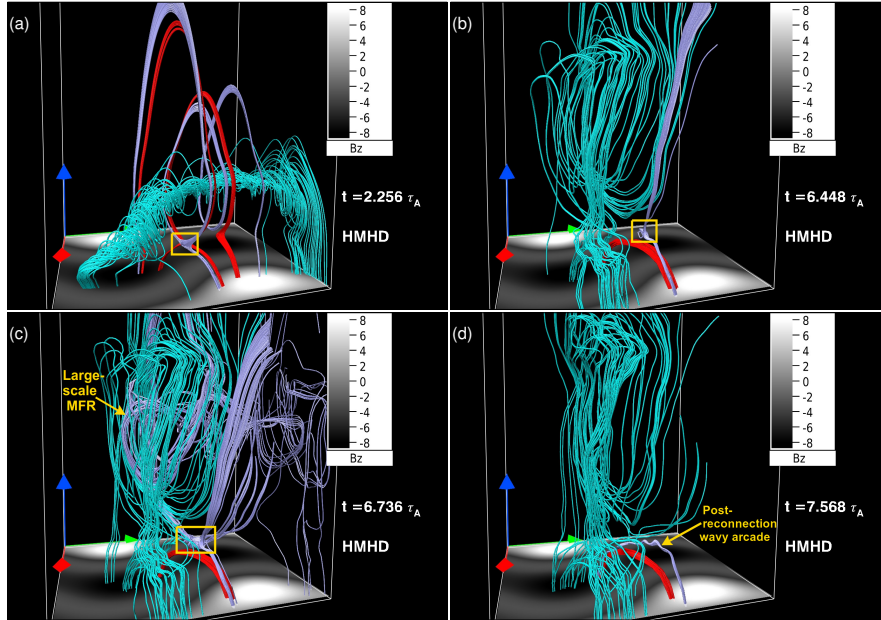 (a)
8
6
4
2
0
-2
-4
-6
-8
Bz
t =2.256 τA
HMHD
(b)
8
6
4
2
0
-2
-4
-6
-8
Bz
t =6.448 τA
HMHD
(c)
Large-
scale
MFR
8
6
4
2
0
-2
-4
-6
-8
Bz
t =6.736 τA
HMHD
(d)
8
6
4
2
0
-2
-4
-6
-8
Bz
t =7.568 τA
Post-
reconnection
wavy arcade
HMHD